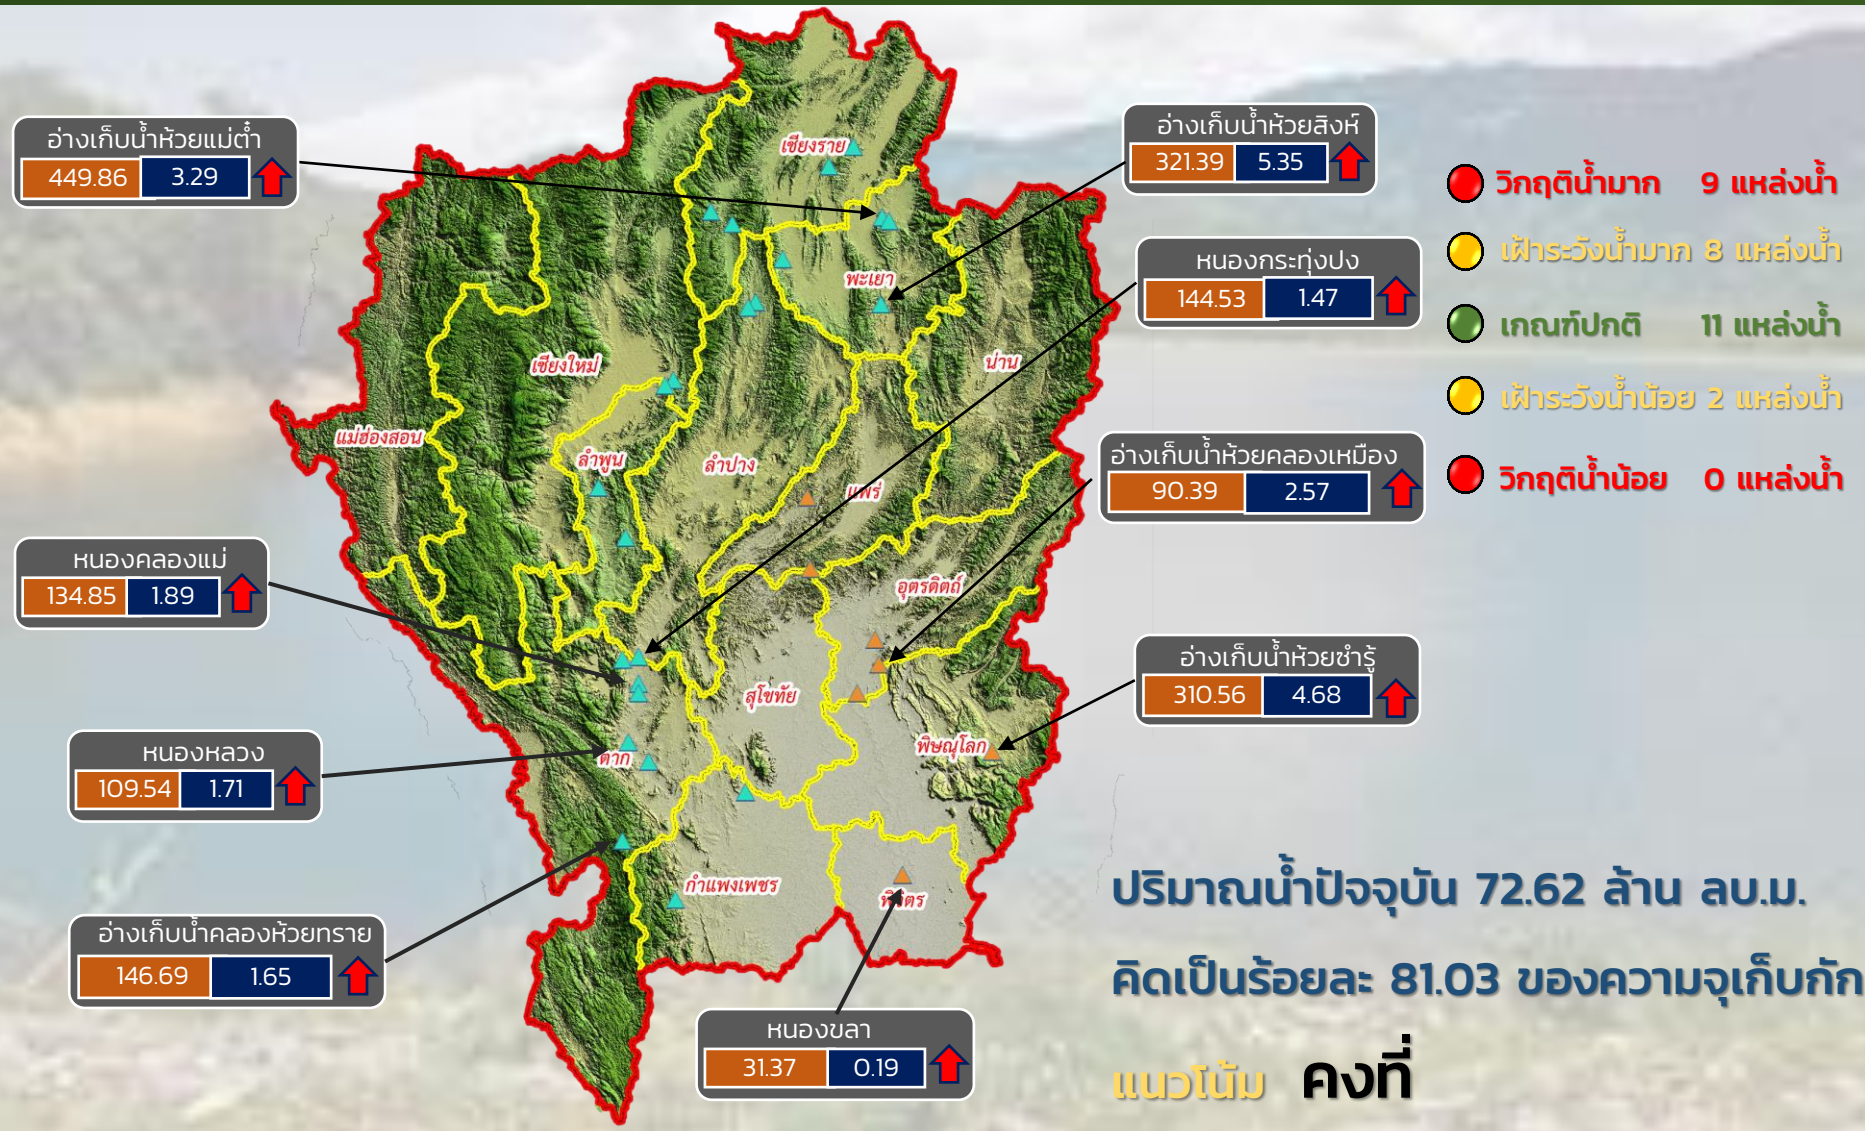 อ่างเก็บน้ำห้วยแม่ต๋ำ
449.86 3.29
อ่างเก็บน้ำห้วยสิงห์
321.39 5.35
หนองกระทุ่งปง
144.53 1.47
อ่างเก็บน้ำห้วยคลองเหมือง
90.39 2.57
อ่างเก็บน้ำห้วยซำรู้
310.56 4.68
หนองคลองแม่
134.85 1.89
หนองหลวง
109.54 1.71
อ่างเก็บน้ำคลองห้วยทราย
146.69 1.65
หนองขลา
31.37 0.19
เชียงราย
พะเยา
น่าน
เชียงใหม่
แม่ฮ่องสอน
ลำพูน
ลำปาง
แพร่
อุตรดิตถ์
สุโขทัย
พิษณุโลก
ตาก
กำแพงเพชร
พิจิตร
วิกฤติน้ำมาก 9 แหล่งน้ำ
เฝ้าระวังน้ำมาก 8 แหล่งน้ำ
เกณฑ์ปกติ 11 แหล่งน้ำ
เฝ้าระวังน้ำน้อย 2 แหล่งน้ำ
วิกฤติน้ำน้อย 0 แหล่งน้ำ
ปริมาณน้ำปัจจุบัน 72.62 ล้าน ลบ.ม.
คิดเป็นร้อยละ 81.03 ของความจุเก็บกัก
แนวโน้ม คงที่